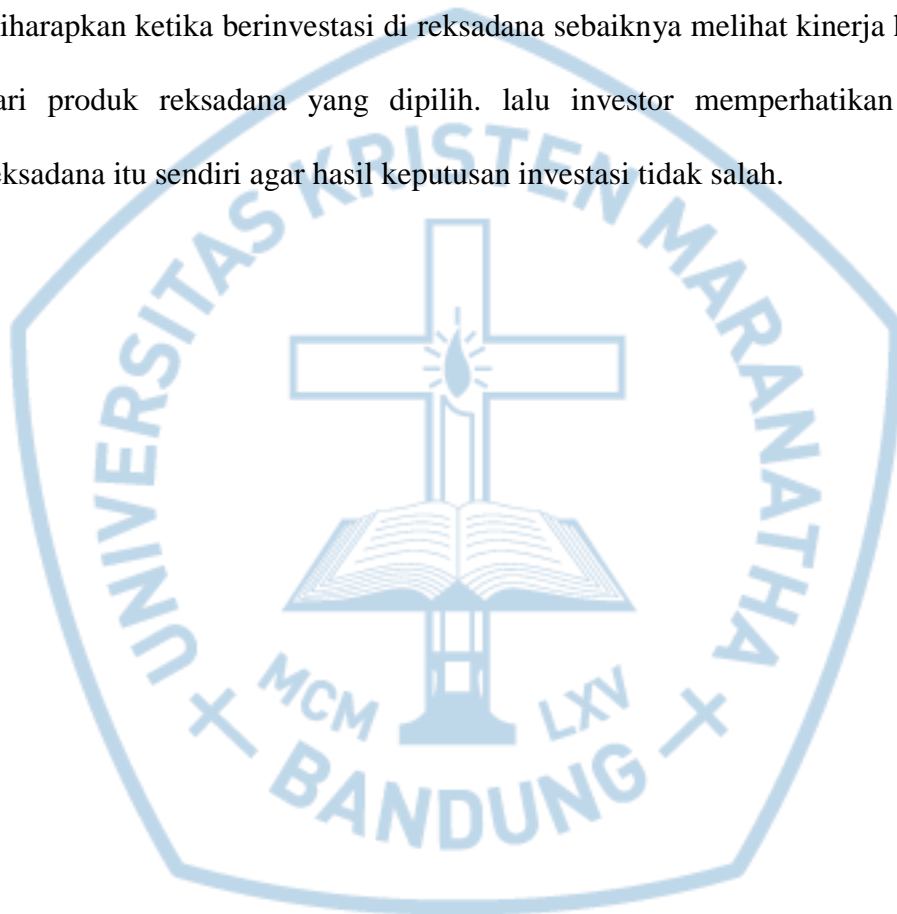 iharapkan ketika berinvestasi di reksadana sebaiknya melihat kinerja
ari produk reksadana yang dipilih. lalu investor memperhatikan
eksadana itu sendiri agar hasil keputusan investasi tidak salah.
UNIVERSITAS KRISTEN MARANATHA
MCM LXV
BANDUNG